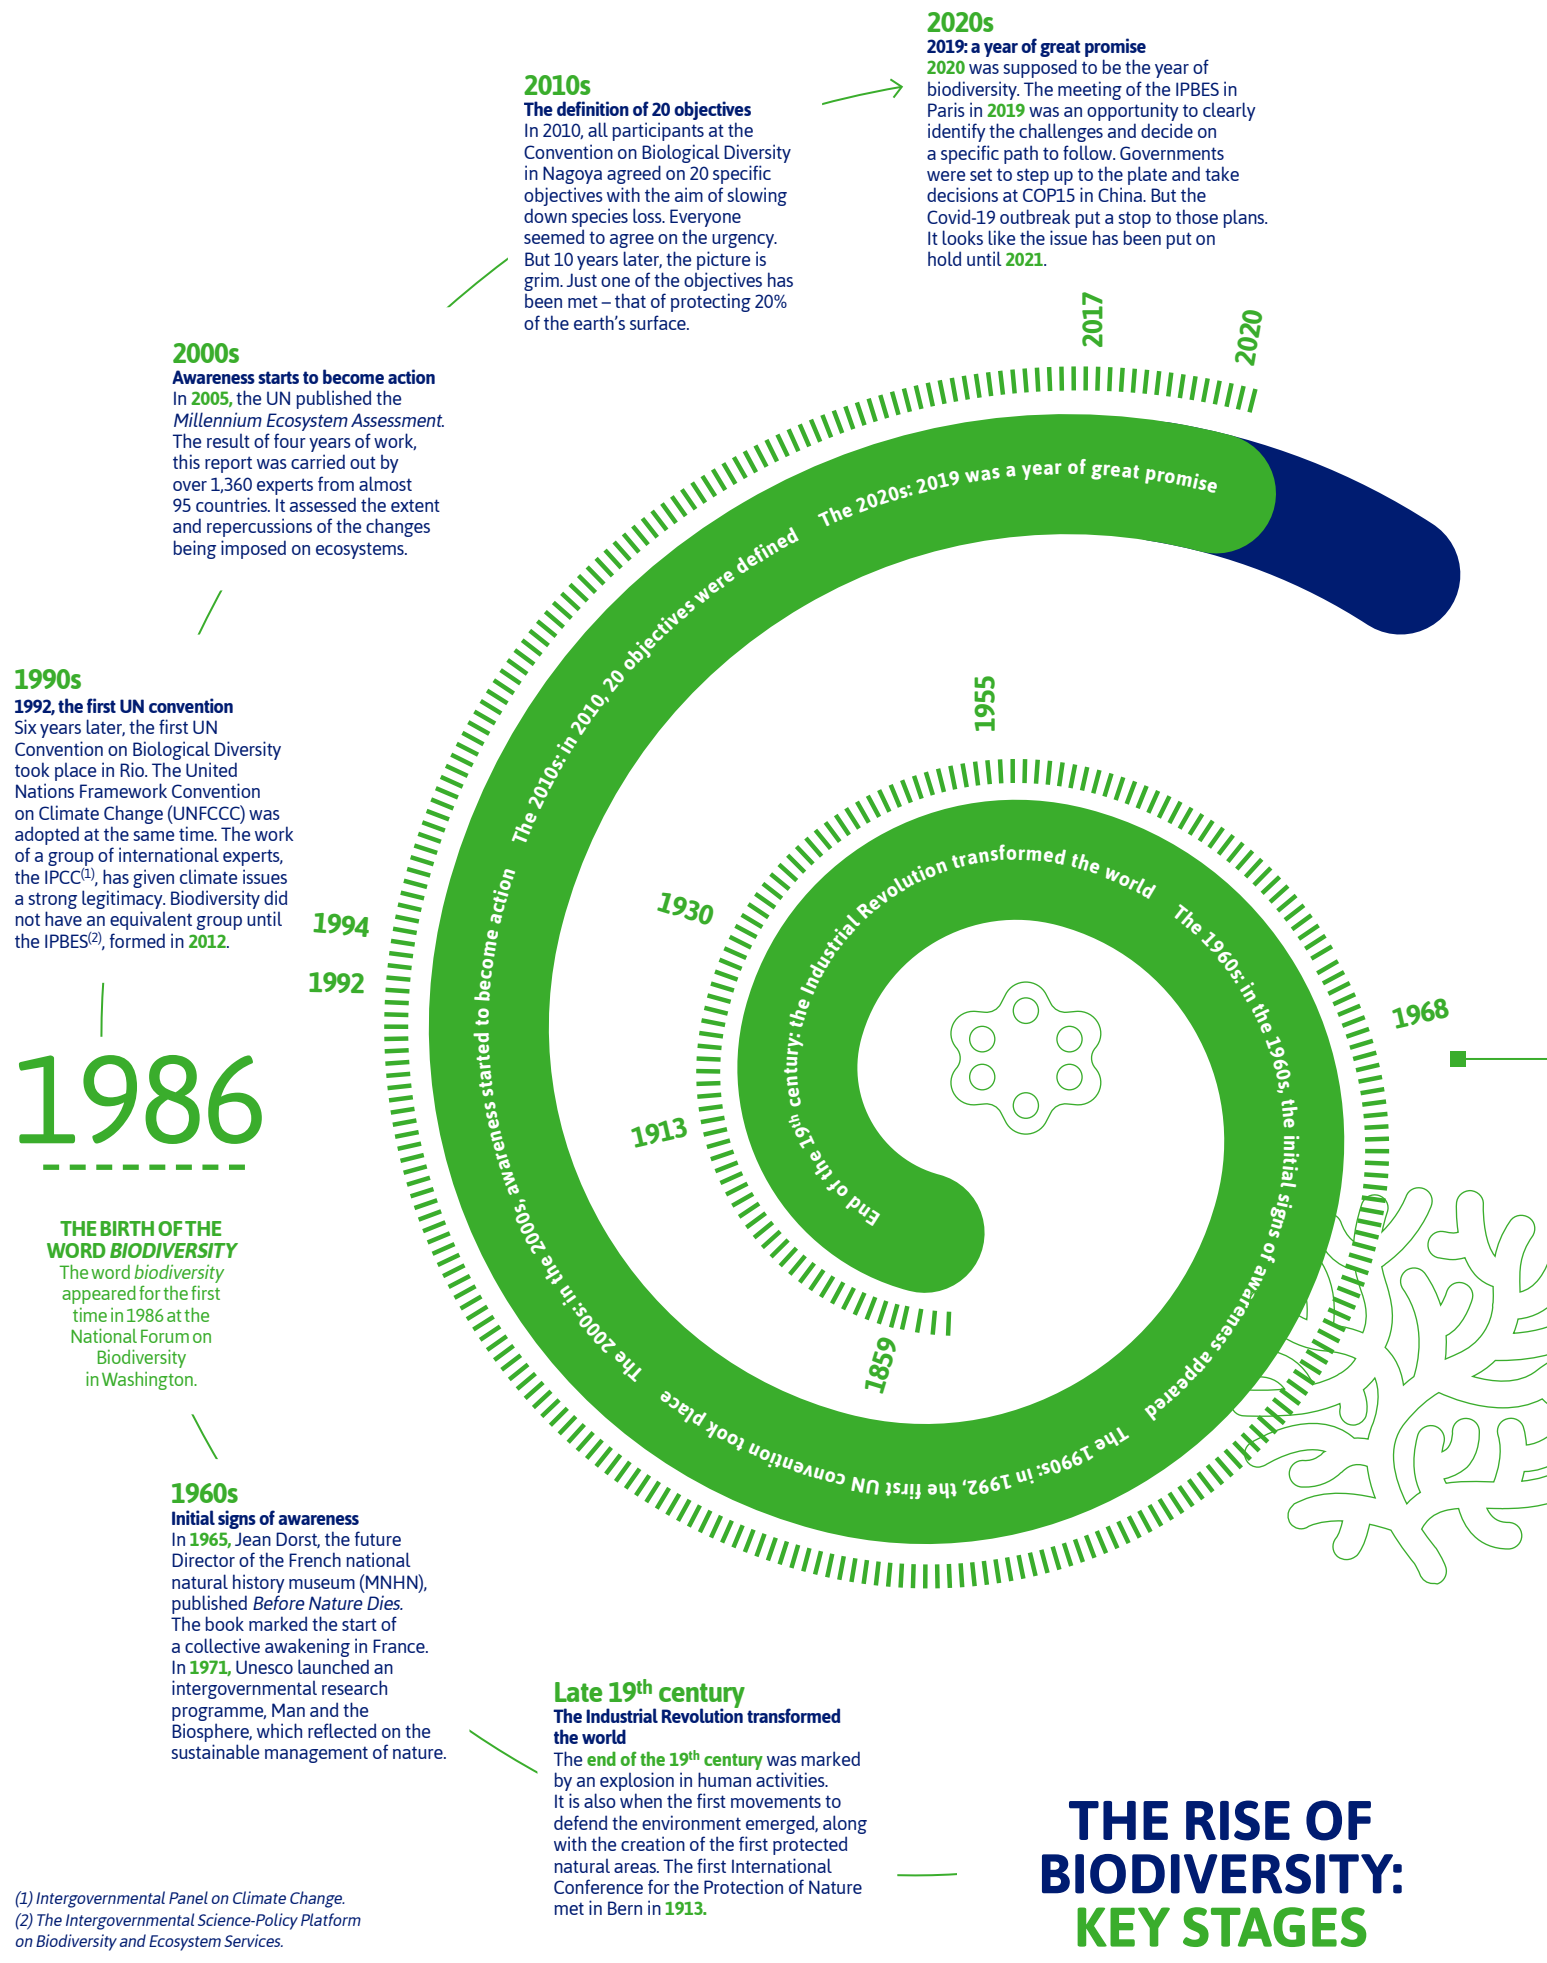 2020s
2019: a year of great promise
2020 was supposed to be the year of
biodiversity. The meeting of the IPBES in
Paris in 2019 was an opportunity to clearly
identify the challenges and decide on
a specific path to follow. Governments
were set to step up to the plate and take
decisions at COP15 in China. But the
Covid-19 outbreak put a stop to those plans.
It looks like the issue has been put on
hold until 2021.
2010s
The definition of 20 objectives
In 2010, all participants at the
Convention on Biological Diversity
in Nagoya agreed on 20 specific
objectives with the aim of slowing
down species loss. Everyone
seemed to agree on the urgency.
But 10 years later, the picture is
grim. Just one of the objectives has
been met – that of protecting 20%
of the earth's surface.
2000s
Awareness starts to become action
In 2005, the UN published the
Millennium Ecosystem Assessment.
The result of four years of work,
this report was carried out by
over 1,360 experts from almost
95 countries. It assessed the extent
and repercussions of the changes
being imposed on ecosystems.
1990s
1992, the first UN convention
Six years later, the first UN
Convention on Biological Diversity
took place in Rio. The United
Nations Framework Convention
on Climate Change (UNFCCC) was
adopted at the same time. The work
of a group of international experts,
the IPCC(1), has given climate issues
a strong legitimacy. Biodiversity did
not have an equivalent group until
the IPBES(2), formed in 2012.
1986
THE BIRTH OF THE
WORD BIODIVERSITY
The word biodiversity
appeared for the first
time in 1986 at the
National Forum on
Biodiversity
in Washington.
1960s
Initial signs of awareness
In 1965, Jean Dorst, the future
Director of the French national
natural history museum (MNHN),
published Before Nature Dies.
The book marked the start of
a collective awakening in France.
In 1971, Unesco launched an
intergovernmental research
programme, Man and the
Biosphere, which reflected on the
sustainable management of nature.
Late 19th century
The Industrial Revolution transformed
the world
The end of the 19th century was marked
by an explosion in human activities.
It is also when the first movements to
defend the environment emerged, along
with the creation of the first protected
natural areas. The first International
Conference for the Protection of Nature
met in Bern in 1913.
2017
2020
1955
1930
1994
1992
1968
1913
1859
End of the 19th century: the Industrial Revolution transformed the world
The 1960s: in the 1960s, the initial signs of awareness appeared
The 1990s: in 1992, the first UN convention took place
The 2000s: in the 2000s, awareness started to become action
The 2010s: in 2010, 20 objectives were defined
The 2020s: 2019 was a year of great promise
THE RISE OF
BIODIVERSITY:
KEY STAGES
(1) Intergovernmental Panel on Climate Change.
(2) The Intergovernmental Science-Policy Platform
on Biodiversity and Ecosystem Services.